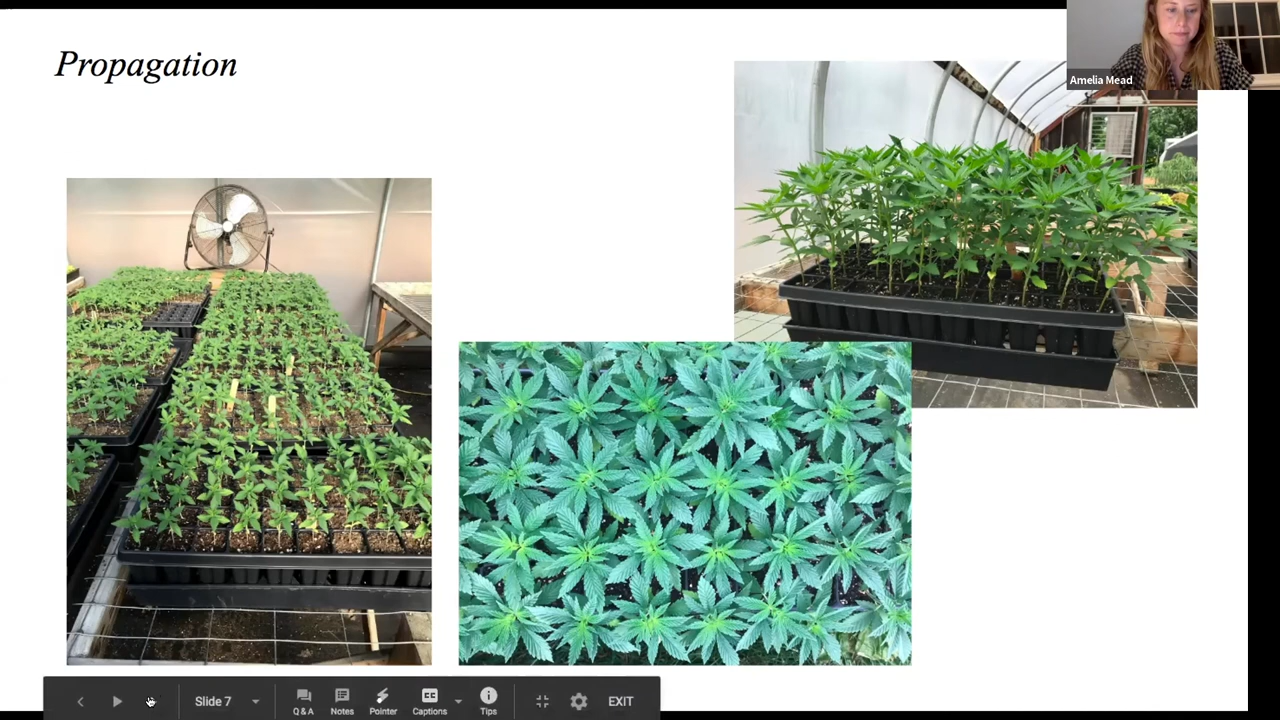 Propagation
Amelia Mead
Slide 7
Q & A
Notes
Pointer
Captions
Tips
EXIT